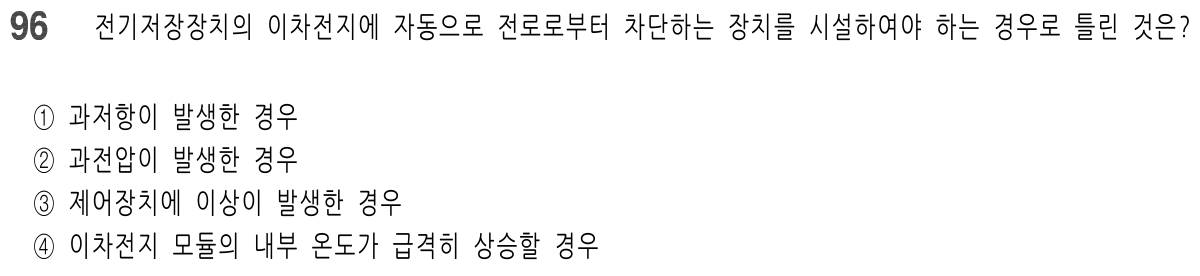 96 전기저장장치의 이차전지에 자동으로 전로로부터 차단하는 장치를 시설하여야 하는 경우로 틀린 것은?
① 과저항이 발생한 경우
② 과전압이 발생한 경우
③ 제어장치에 이상이 발생한 경우
④ 이차전지 모듈의 내부 온도가 급격히 상승할 경우